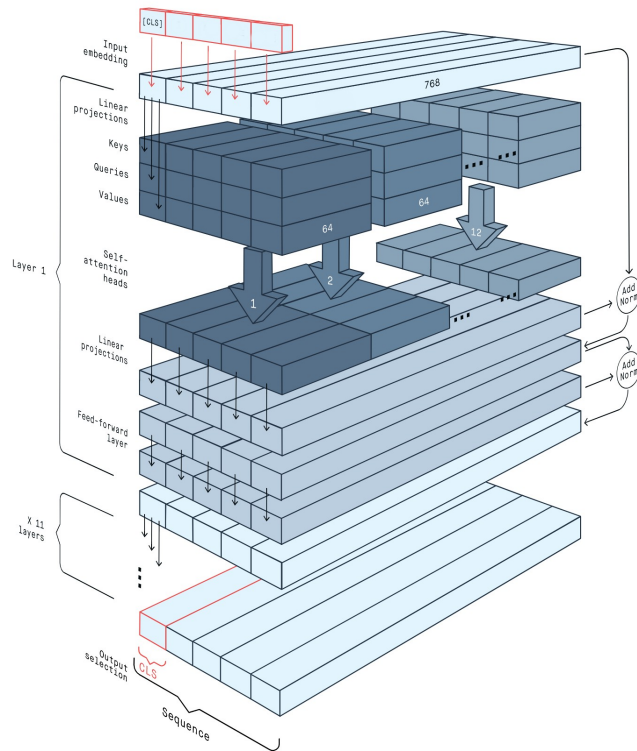 [CLS]
Input
embedding
768
Linear
projections
Keys
Queries
Values
64
64
12
Self-
attention
heads
Layer 1
1
2
Add
Norm
Linear
projections
Add
Norm
Feed-forward
layer
X 11
layers
Output
selection
CLS
Sequence